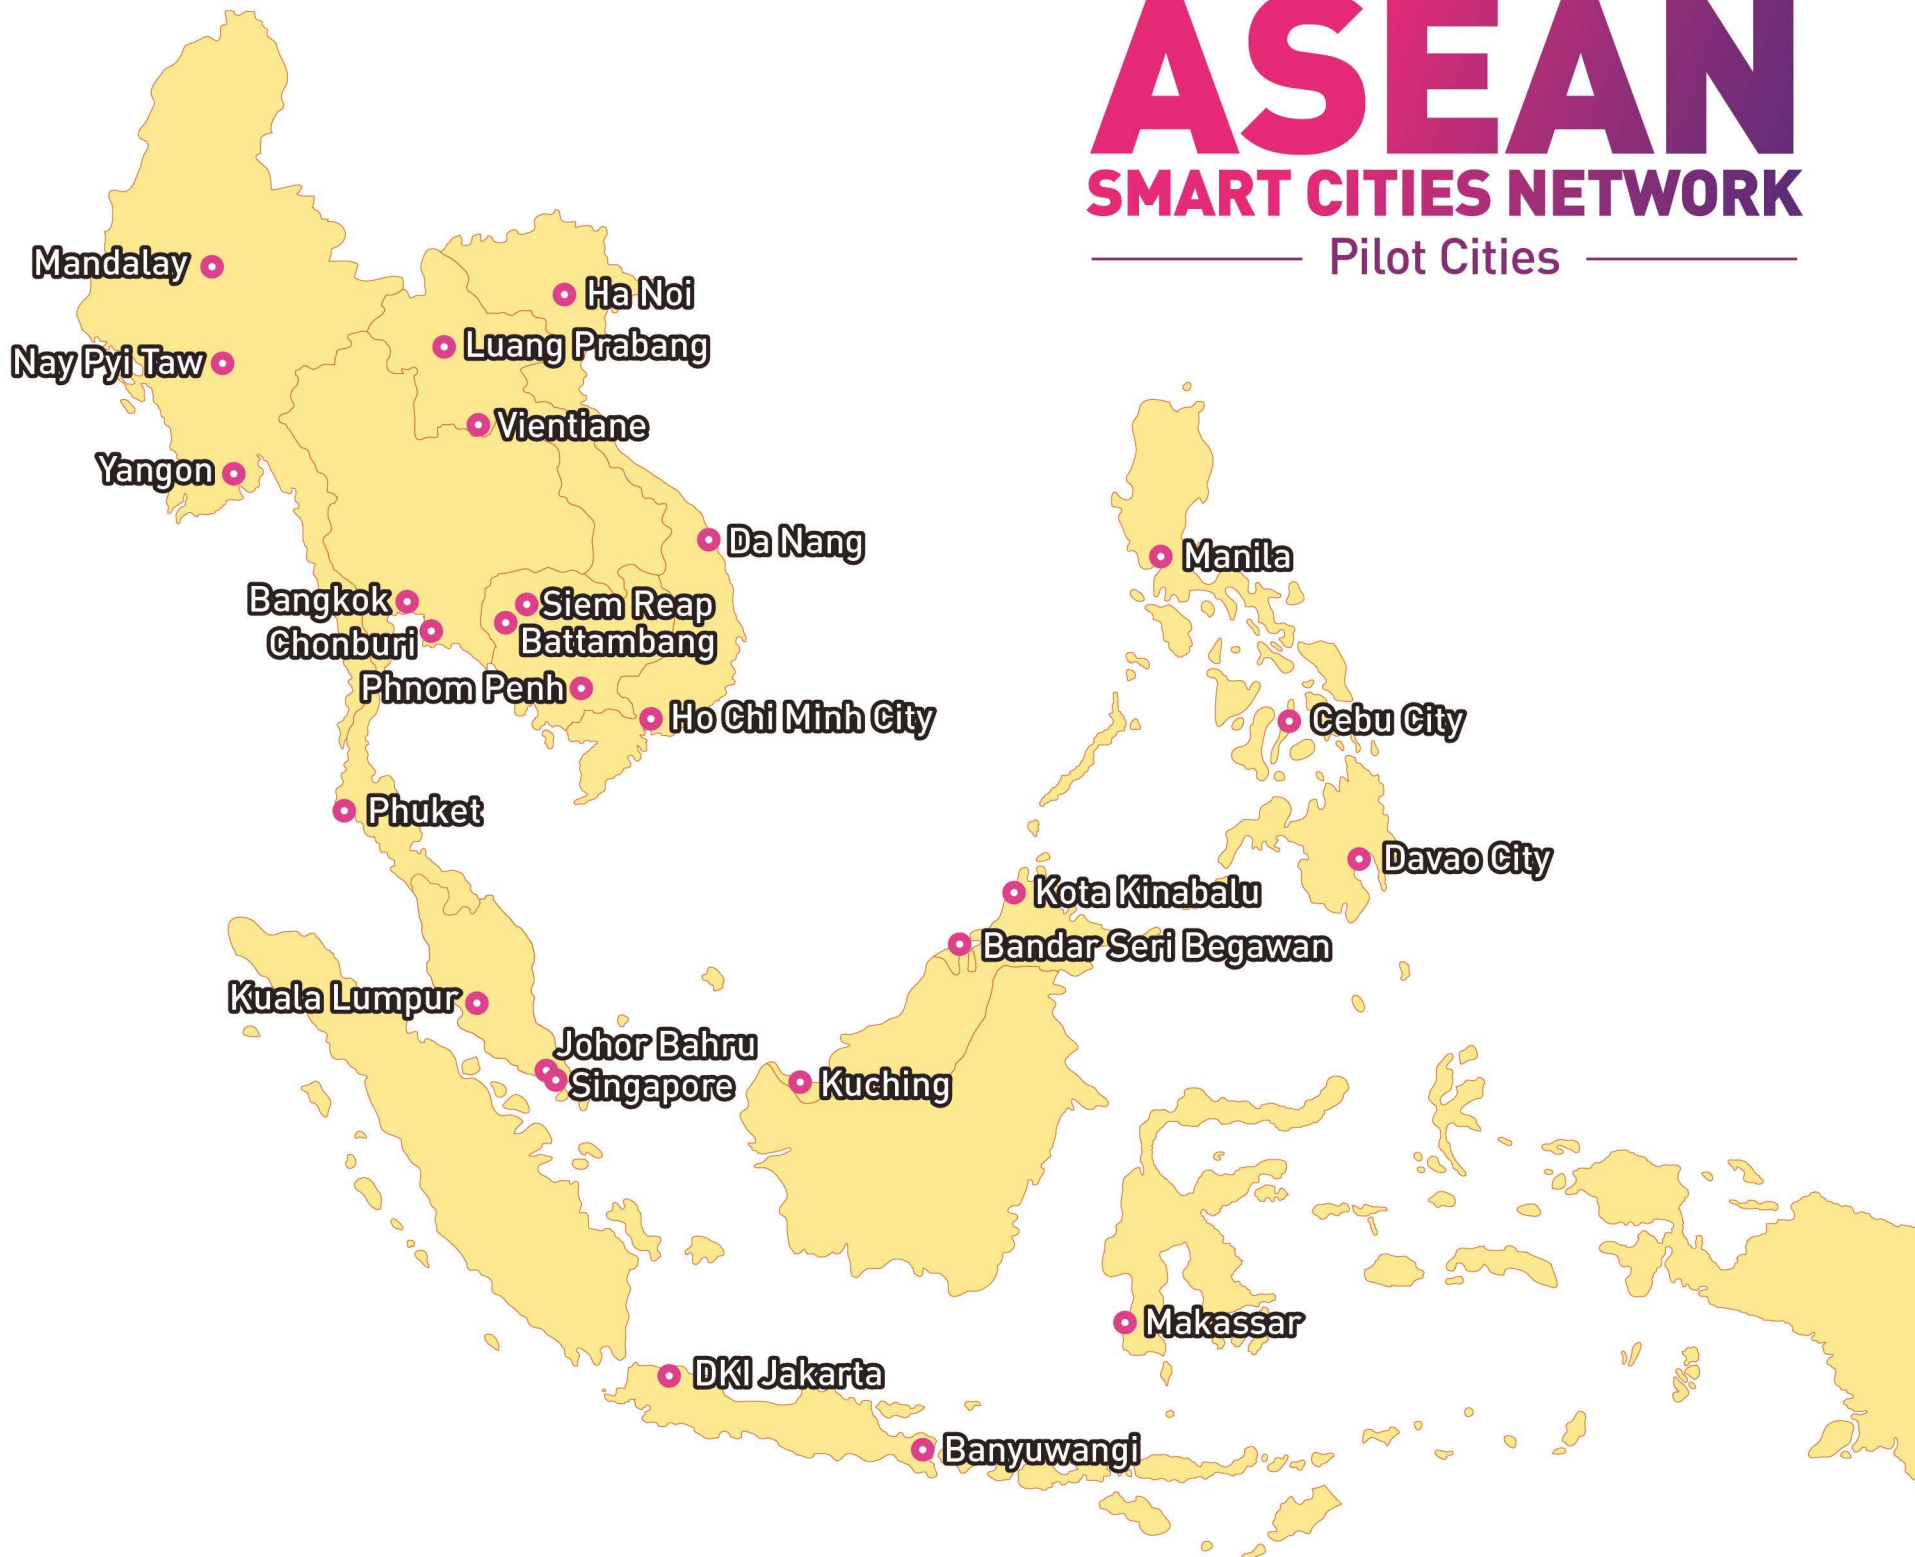 ASEAN
SMART CITIES NETWORK
Pilot Cities
Mandalay
Ha Noi
Luang Prabang
Nay Pyi Taw
Vientiane
Yangon
Da Nang
Manila
Bangkok
Siem Reap
Chonburi
Battambang
Phnom Penh
Ho Chi Minh City
Cebu City
Phuket
Davao City
Kota Kinabalu
Bandar Seri Begawan
Kuala Lumpur
Johor Bahru
Singapore
Kuching
Makassar
DKI Jakarta
Banyuwangi